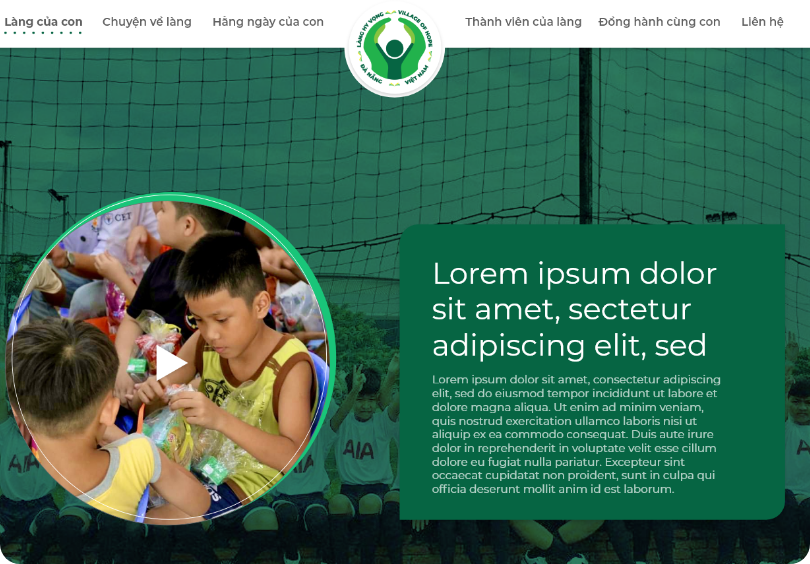 Làng của con
Chuyện về làng
Hằng ngày của con
LÀNG HY VỌNG
VILLAGE OF HOPE
ĐÀ NẴNG
VIỆT NAM
Thành viên của làng
Đồng hành cùng con
Liên hệ
CET
Lorem ipsum dolor
sit amet, sectetur
adipiscing elit, sed
Lorem ipsum dolor sit amet, consectetur adipiscing
elit, sed do eiusmod tempor incididunt ut labore et
dolore magna aliqua. Ut enim ad minim veniam,
quis nostrud exercitation ullamco laboris nisi ut
aliquip ex ea commodo consequat. Duis aute irure
dolor in reprehenderit in voluptate velit esse cillum
dolore eu fugiat nulla pariatur. Excepteur sint
occaecat cupidatat non proident, sunt in culpa qui
officia deserunt mollit anim id est laborum.
AIA
AIA
AIA